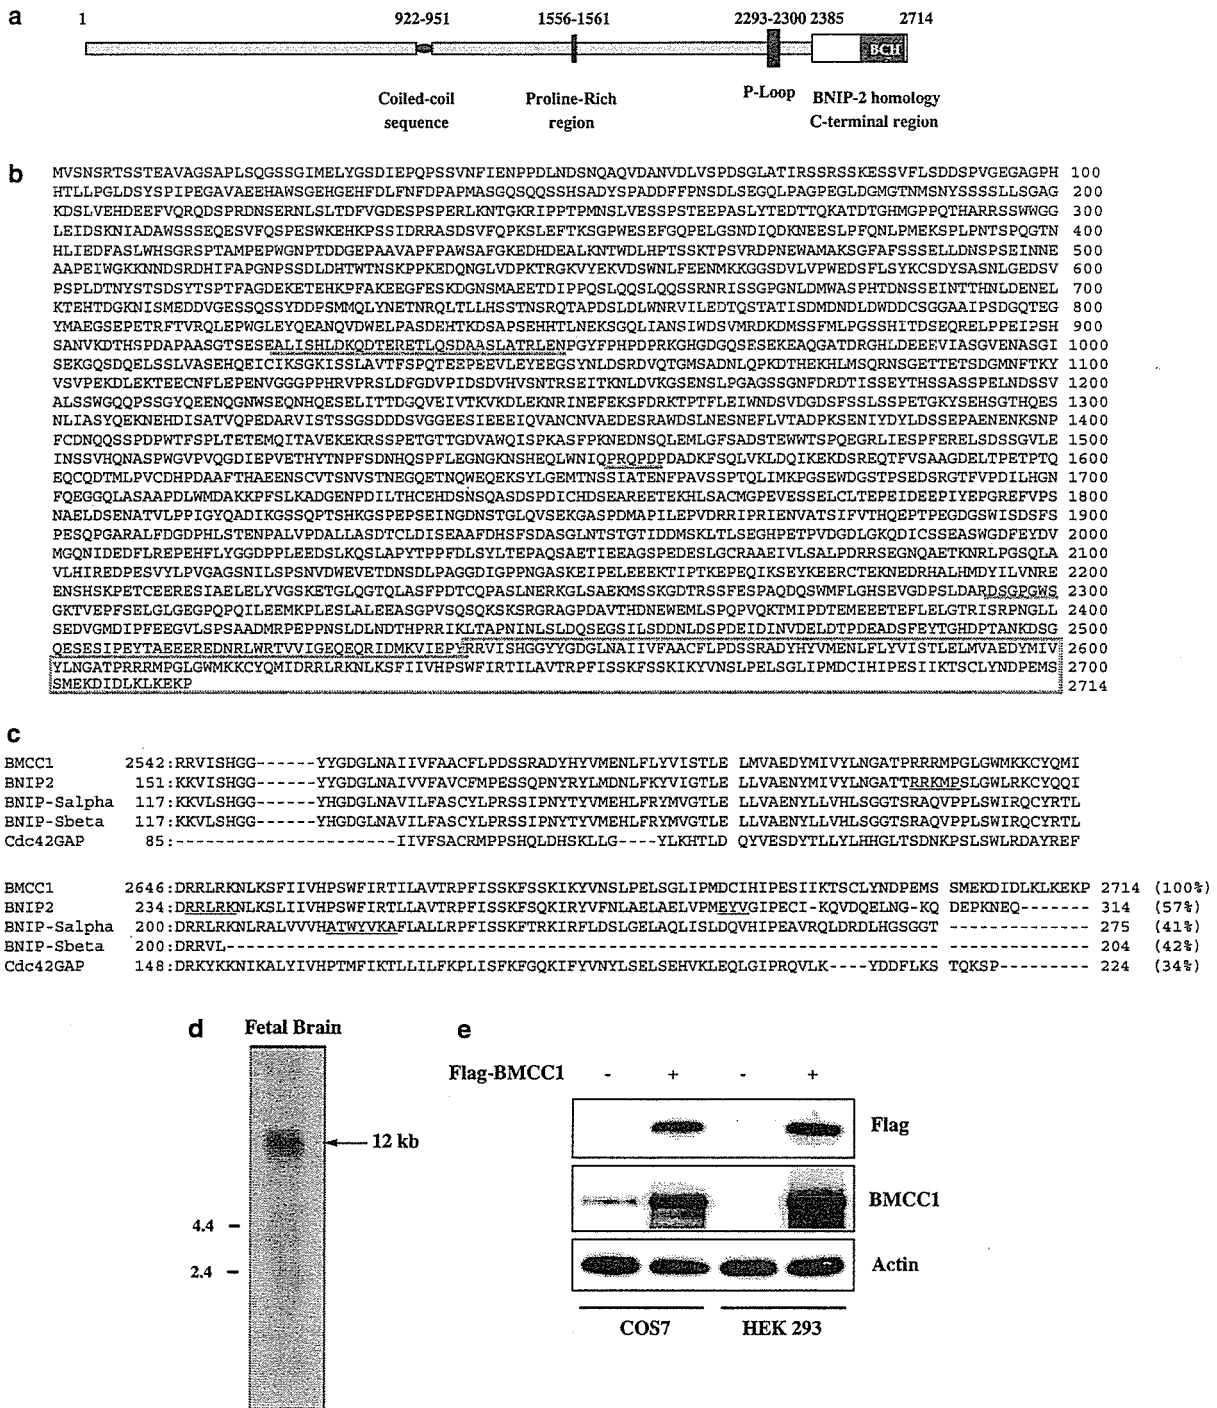 a
1 922-951 1556-1561 2293-2300 2385 2714
BCH
Coiled-coil sequence
Proline-Rich region
P-Loop
BNIP-2 homology C-terminal region
b
MVSNSRTSSTEAVAGSAPLSQGSSGIMELYGSDIEPQPSSVNFIENPPDLNDSNQAQVDANVDLVSPDSGLATIRSSRSSKESSVFLSDDSPVGEGAGPH 100
HTLLPGLDSYSPIPEGAVAEEHAWSGEHGEHFDLFNFDPAPMASGQSQQSSHSADYSPADDFFPNSDLSEGQLPAGPEGLDGMGTNMSNYSSSSLLSGAG 200
KDSLVEHDEEFVQRQDSPRDNSERNLSLTDFVGDESPSPERLKNTGKRIPPTPMNSLVESSPSTEEPASLYTEDTTQKATDTGHMGPPQTHARRSSWWGG 300
LEIDSKNIADAWSSSEQESVFQSPESWKEHKPSSIDRRASDSVFQPKSLEFTKSGPWESEFGQPELGSNDIQDKNEESLPFQNLPMEKSPLPNTSPQGTN 400
HLIEDFASLWHSGRSPTAMPEPWGNPTDDGEPAAVAPFPAWSAFGKEDHDEALKNTWDLHPTSSKTPSVRDPNEWAMAKSGFAFSSSELLDNSPSEINNE 500
AAPEIWGKKNNDSRDHIFAPGNPSSDLDHTWTNSKPPKEDQNGLVDPKTRGKVYEKVDSWNLFEENMKKGGSDVLVPWEDSFLSYKCSDYSASNLGEDSV 600
PSPLDTNYSTSDSYTSPTFAGDEKETEHKPFAKEEGFESKDGNSMAEETDIPPQSLQQSLQQSSRNRISSGPGNLDMWASPHTDNSSEINTTHNLDENEL 700
KTEHTDGKNISMEDDVGESSQSSYDDPSMMQLYNETNRQLTLLHSSTNSRQTAPDSLDLWNRVILEDTQSTATISDMDNDLDWDDCSGGAAIPSDGQTEG 800
YMAEGSEPETRFTVRQLEPWGLEYQEANQVDWELPASDEHTKDSAPSEHHTLNEKSGQLIANSIWDSVMRDKDMSSFMLPGSSHITDSEQRELPPEIPSH 900
SANVKDTHSPDAPAASGTSESEALISHLDKQDTERETLQSDAASLATRLENPGYFPHPDPRKGHGDGQSESEKEAQGATDRGHLDEEEVIASGVENASGI 1000
SEKGQSDQELSSLVASEHQEICIKSGKISSLAVTFSPQTEEPEEVLEYEEGSYNLDSRDVQTGMSADNLQPKDTHEKHLMSQRNSGETTETSDGMNFTKY 1100
VSVPEKDLEKTEECNFLEPENVGGGPPHRVPRSLDFGDVPIDSDVHVSNTRSEITKNLDVKGSENSLPGAGSSGNFDRDTISSEYTHSSASSPELNDSSV 1200
ALSSWGQQPSSGYQEENQGNWSEQNHQESELITTDGQVEIVTKVKDLEKNRINEFEKSFDRKTPTFLEIWNDSVDGDSFSSLSSPETGKYSEHSGTHQES 1300
NLIASYQEKNEHDISATVQPEDARVISTSSGSDDDSVGGEESIEEEIQVANCNVAEDESRAWDSLNESNEFLVTADPKSENIYDYLDSSEPAENENKSNP 1400
FCDNQQSSPDPWTFSPLTETEMQITAVEKEKRSSPETGTTGDVAWQISPKASFPKNEDNSQLEMLGFSADSTEWWTSPQEGRLIESPFERELSDSSGVLE 1500
INSSVHQNASPWGVPVQGDIEPVETHYTNPFSDNHQSPFLEGNGKNSHEQLWNIQPRQPDPDADKFSQLVKLDQIKEKDSREQTFVSAAGDELTPETPTQ 1600
EQCQDTMLPVCDHPDAAFTHAEENSCVTSNVSTNEGQETNQWEQEKSYLGEMTNSSIATENFPAVSSPTQLIMKPGSEWDGSTPSEDSRGTFVPDILHGN 1700
FQEGGQLASAAPDLWMDAKKPFSLKADGENPDILTHCEHDSNSQASDSPDICHDSEAREETEKHLSACMGPEVESSELCLTEPEIDEEPIYEPGREFVPS 1800
NAELDSENATVLPPIGYQADIKGSSQPTSHKGSPEPSEINGDNSTGLQVSEKGASPDMAPILEPVDRRIPRIENVATSIFVTHQEPTPEGDGSWISDSFS 1900
PESQPGARALFDGDPHLSTENPALVPDALLASDTCLDISEAAFDHSFSDASGLNTSTGTIDDMSKLTLSEGHPETPVDGDLGKQDICSSEASWGDFEYDV 2000
MGQNIDEDFLREPEHFLYGGDPPLEEDSLKQSLAPYTPPFDLSYLTEPAQSAETIEEAGSPEDESLGCRAAEIVLSALPDRRSEGNQAETKNRLPGSQLA 2100
VLHIREDPESVYLPVGAGSNILSPSNVDWEVETDNSDLPAGGDIGPPNGASKEIPELEEEKTIPTKEPEQIKSEYKEERCTEKNEDRHALHMDYILVNRE 2200
ENSHSKPETCEERESIAELELYVGSKETGLQGTQLASFPDTCQPASLNERKGLSAEKMSSKGDTRSSFESPAQDQSWMFLGHSEVGDPSLDARDSGPGWS 2300
GKTVEPFSELGLGEGPQPQILEEMKPLESLALEEASGPVSQSQKSKSRGRAGPDAVTHDNEWEMLSPQPVQKTMIPDTEMEEETEFLELGTRISRPNGLL 2400
SEDVGMDIPFEEGVLSPSAADMRPEPPNSLDLNDTHPRRIKLTAPNINLSLDQSEGSILSDDNLDSPDEIDINVDELDTPDEADSFEYTGHDPTANKDSG 2500
QESESIPEYTAEEEREDNRLWRTVVIGEQEQRIDMKVIEPYRRVISHGGYYGDGLNAIIVFAACFLPDSSRADYHYVMENLFLYVISTLELMVAEDYMIV 2600
YLNGATPRRRMPGLGWMKKCYQMIDRRLRKNLKSFIIVHPSWFIRTILAVTRPFISSKFSSKIKYVNSLPELSGLIPMDCIHIPESIIKTSCLYNDPEMS 2700
SMEKDIDLKLKEKP 2714
c
BMCC1 2542:RRVISHGG------YYGDGLNAIIVFAACFLPDSSRADYHYVMENLFLYVISTLE LMVAEDYMIVYLNGATPRRRMPGLGWMKKCYQMI
BNIP2 151:KKVISHGG------YYGDGLNAIVVFAVCFMPESSQPNYRYLMDNLFKYVIGTLE LLVAENYMIVYLNGATTRRKMPSLGWLRKCYQQI
BNIP-Salpha 117:KKVLSHGG------YHGDGLNAVILFASCYLPRSSIPNYTYVMEHLFRYMVGTLE LLVAENYLLVHLSGGTSRAQVPPLSWIRQCYRTL
BNIP-Sbeta 117:KKVLSHGG------YHGDGLNAVILFASCYLPRSSIPNYTYVMEHLFRYMVGTLE LLVAENYLLVHLSGGTSRAQVPPLSWIRQCYRTL
Cdc42GAP 85:----------------------IIVFSACRMPPSHQLDHSKLLG----YLKHTLD QYVESDYTLLYLHHGLTSDNKPSLSWLRDAYREF
BMCC1 2646:DRRLRKNLKSFIIVHPSWFIRTILAVTRPFISSKFSSKIKYVNSLPELSGLIPMDCIHIPESIIKTSCLYNDPEMS SMEKDIDLKLKEKP 2714 (100%)
BNIP2 234:DRRLRKNLKSLIIVHPSWFIRTLLAVTRPFISSKFSQKIRYVFNLAELAELVPMEYVGIPECI-KQVDQELNG-KQ DEPKNEQ------- 314 (57%)
BNIP-Salpha 200:DRRLRKNLRALVVVHATWYVKAFLALLRPFISSKFTRKIRFLDSLGELAQLISLDQVHIPEAVRQLDRDLHGSGGT -------------- 275 (41%)
BNIP-Sbeta 200:DRRVL----------------------------------------------------------------------- -------------- 204 (42%)
Cdc42GAP 148:DRKYKKNIKALYIVHPTMFIKTLLILFKPLISFKFGQKIFYVNYLSELSEHVKLEQLGIPRQVLK----YDDFLKS TQKSP--------- 224 (34%)
d
Fetal Brain
12 kb
4.4
2.4
e
Flag-BMCC1 - + - +
Flag
BMCC1
Actin
COS7 HEK 293